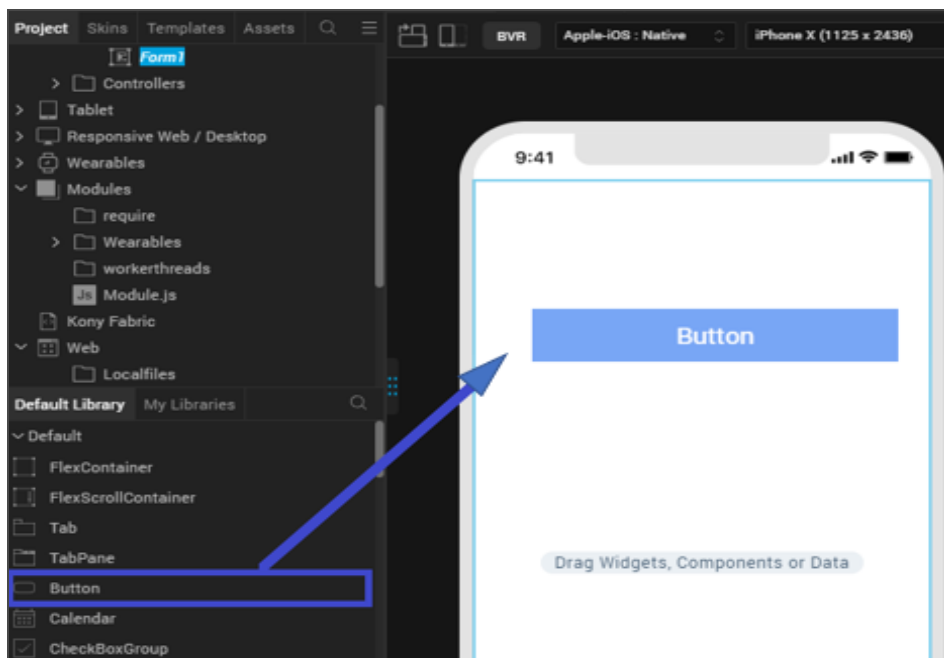 Project Skins Templates Assets
BVR Apple-iOS : Native iPhone X (1125 x 2436)
Form1
Controllers
Tablet
Responsive Web / Desktop
Wearables
Modules
require
Wearables
workerthreads
Js Module.js
Kony Fabric
Web
Localfiles
Default Library My Libraries
Default
FlexContainer
FlexScrollContainer
Tab
TabPane
Button
Calendar
CheckBoxGroup
9:41
Button
Drag Widgets, Components or Data